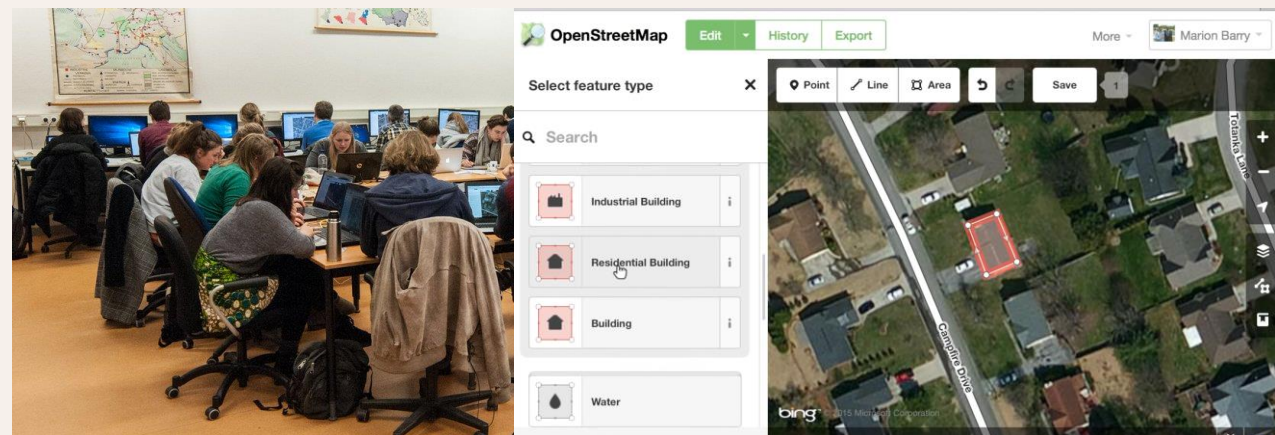 OpenStreetMap
Edit
History
Export
More
Marion Barry
Select feature type
Point
Line
Area
Save
1
Search
Industrial Building
i
Residential Building
i
Building
i
Water
Totanka Lane
Campfire Drive
bing © 2015 Microsoft Corporation